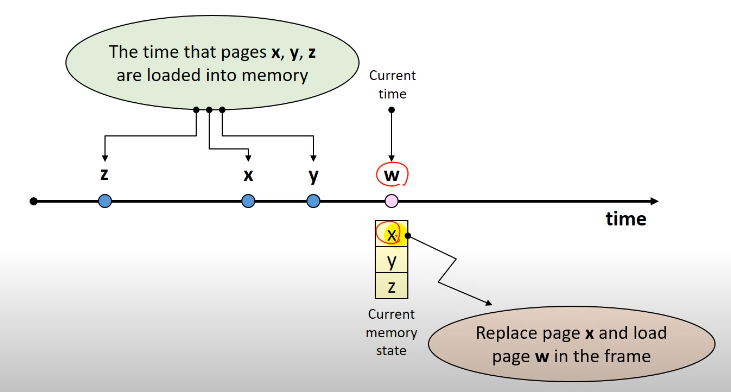 The time that pages x, y, z
are loaded into memory
Current
time
z
x
y
w
time
x
y
z
Current
memory
state
Replace page x and load
page w in the frame